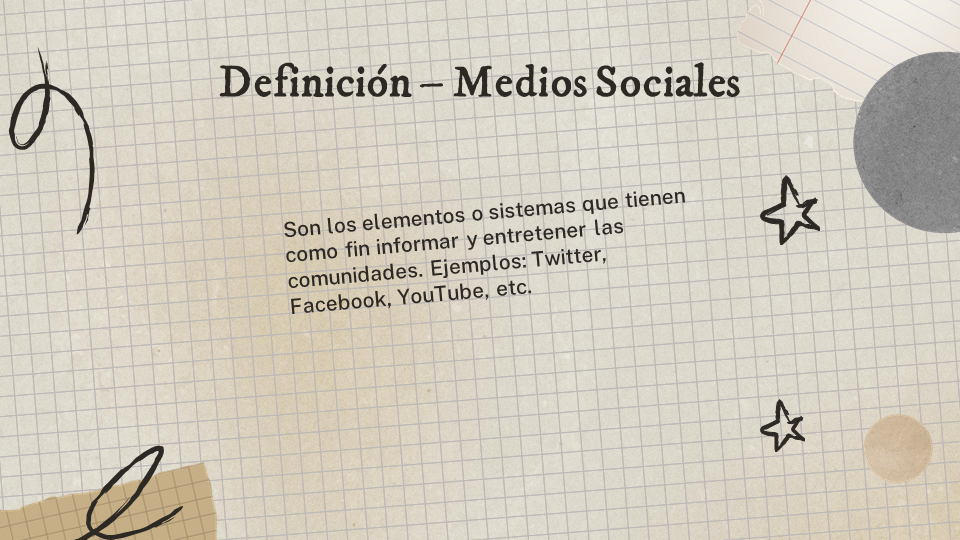 Definición – Medios Sociales
Son los elementos o sistemas que tienen
como fin informar y entretener las
comunidades. Ejemplos: Twitter,
Facebook, YouTube, etc.